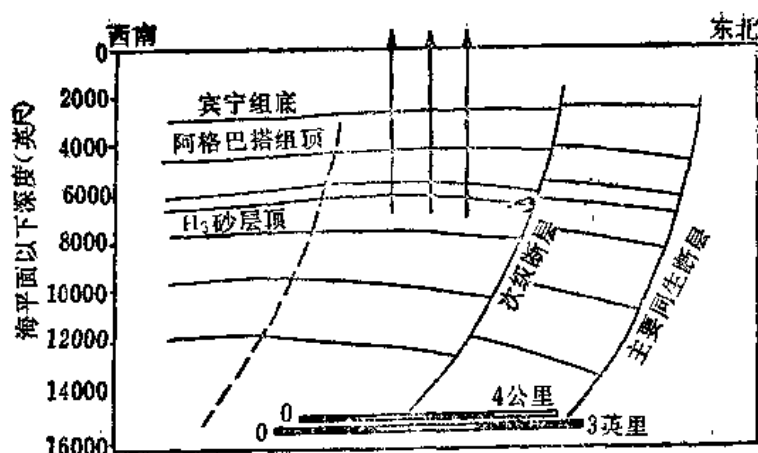 西南
东北
0
2000
4000
6000
8000
10000
12000
14000
16000
海平面以下深度(英尺)
宾宁组底
阿格巴塔组顶
H₃砂层顶
次级断层
主要同生断层
0 4公里
0 3英里